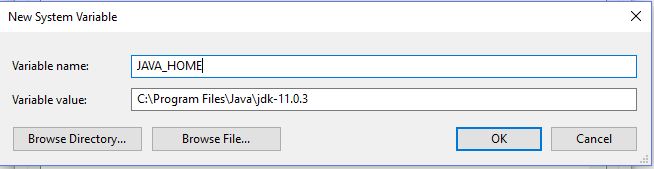 New System Variable
Variable name: JAVA_HOME
Variable value: C:\Program Files\Java\jdk-11.0.3
Browse Directory... Browse File... OK Cancel